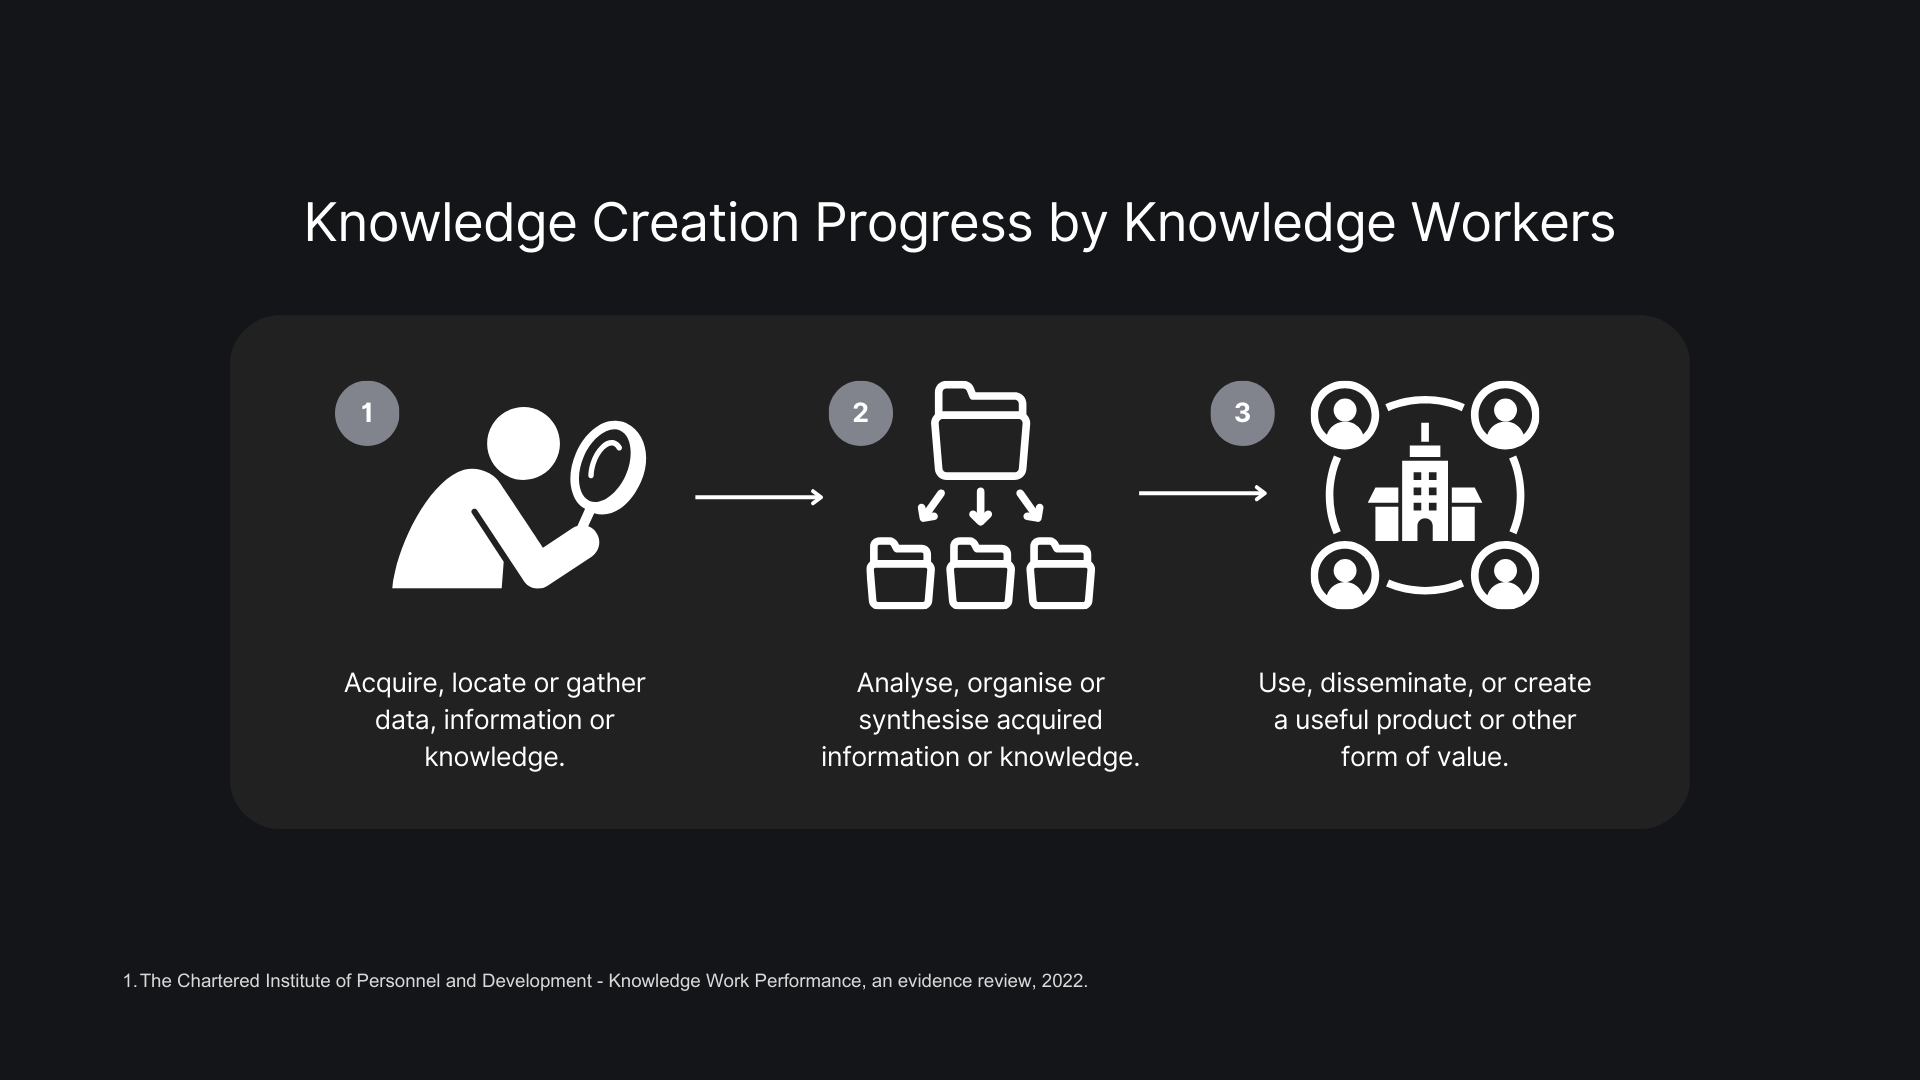 Knowledge Creation Progress by Knowledge Workers
1
2
3
Acquire, locate or gather
data, information or
knowledge.
Analyse, organise or
synthesise acquired
information or knowledge.
Use, disseminate, or create
a useful product or other
form of value.
1. The Chartered Institute of Personnel and Development - Knowledge Work Performance, an evidence review, 2022.